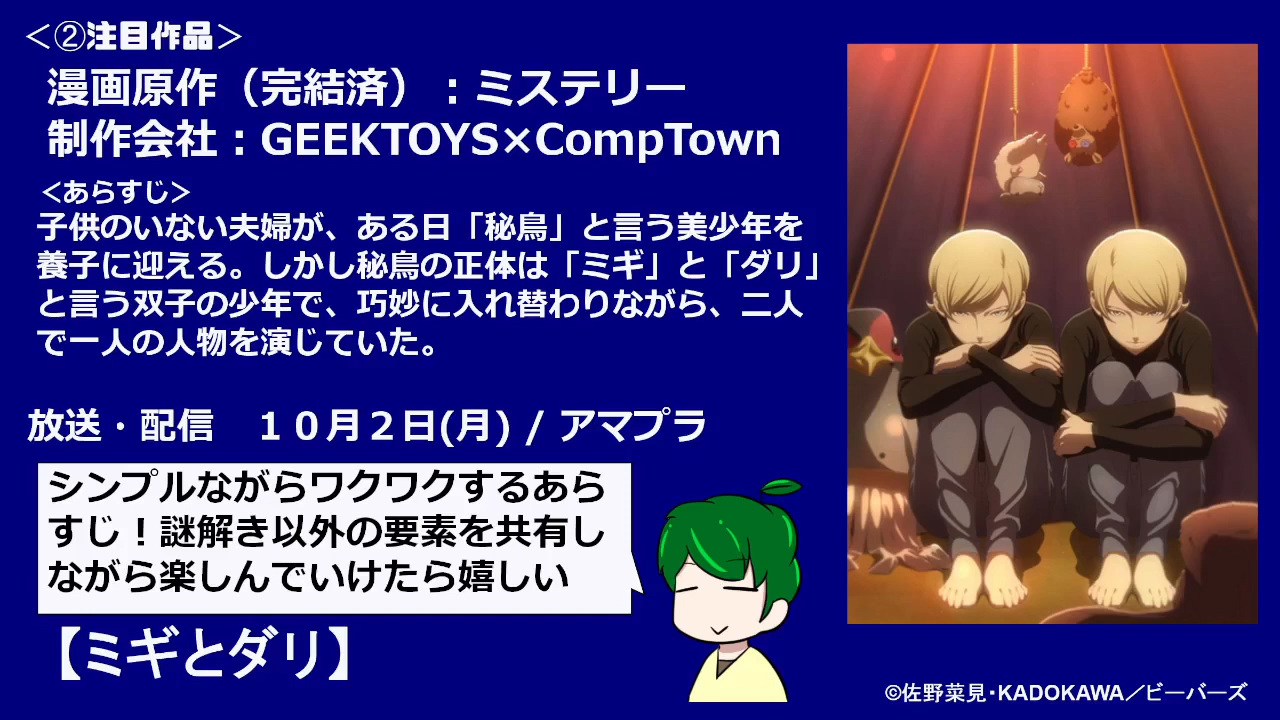 ＜②注目作品＞
漫画原作（完結済）：ミステリー
制作会社：GEEKTOYS×CompTown
＜あらすじ＞
子供のいない夫婦が、ある日「秘鳥」と言う美少年を
養子に迎える。しかし秘鳥の正体は「ミギ」と「ダリ」
と言う双子の少年で、巧妙に入れ替わりながら、二人
で一人の人物を演じていた。
放送・配信　１０月２日(月) / アマプラ
シンプルながらワクワクするあら
すじ！謎解き以外の要素を共有し
ながら楽しんでいけたら嬉しい
【ミギとダリ】
©佐野菜見・KADOKAWA／ビーバーズ